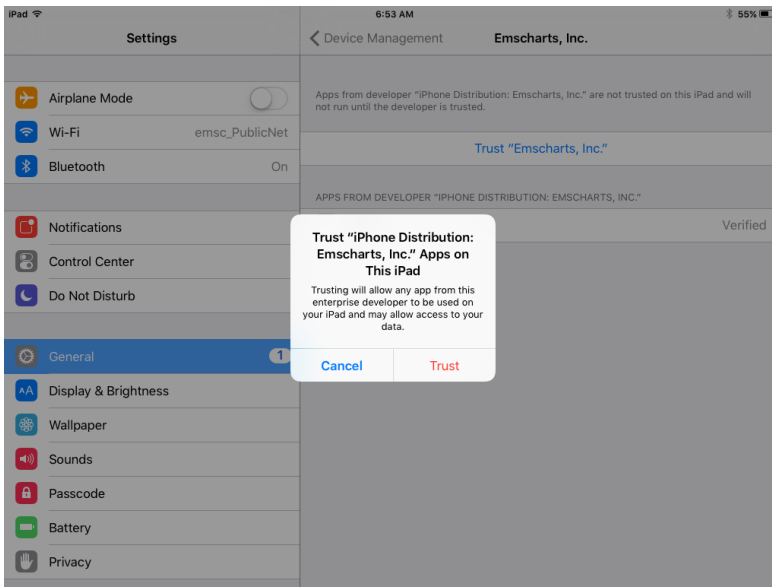 iPad
6:53 AM
55%
Settings
Device Management
Emscharts, Inc.
Airplane Mode
Wi-Fi
emsc_PublicNet
Bluetooth
On
Notifications
Control Center
Do Not Disturb
General
1
Display & Brightness
Wallpaper
Sounds
Passcode
Battery
Privacy
Apps from developer "iPhone Distribution: Emscharts, Inc." are not trusted on this iPad and will
not run until the developer is trusted.
Trust “Emscharts, Inc.”
APPS FROM DEVELOPER "IPHONE DISTRIBUTION: EMSCHARTS, INC."
Verified
Trust “iPhone Distribution:
Emscharts, Inc.” Apps on
This iPad
Trusting will allow any app from this
enterprise developer to be used on
your iPad and may allow access to your
data.
Cancel
Trust